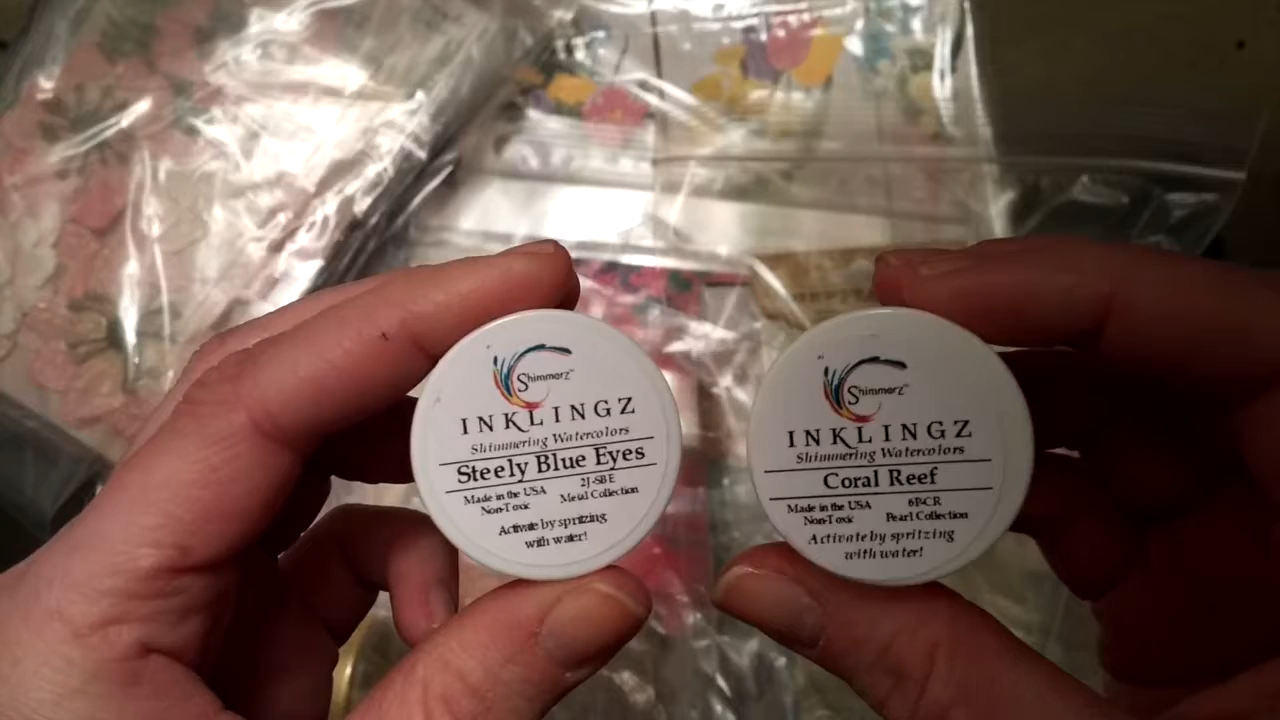 Shimmerz™
INKLINGZ
Shimmering Watercolors
Steely Blue Eyes
Made in the USA
Non-Toxic
2J-SBE
Metal Collection
Activate by spritzing
with water!
Shimmerz™
INKLINGZ
Shimmering Watercolors
Coral Reef
Made in the USA
Non-Toxic
6P-CR
Pearl Collection
Activate by spritzing
with water!